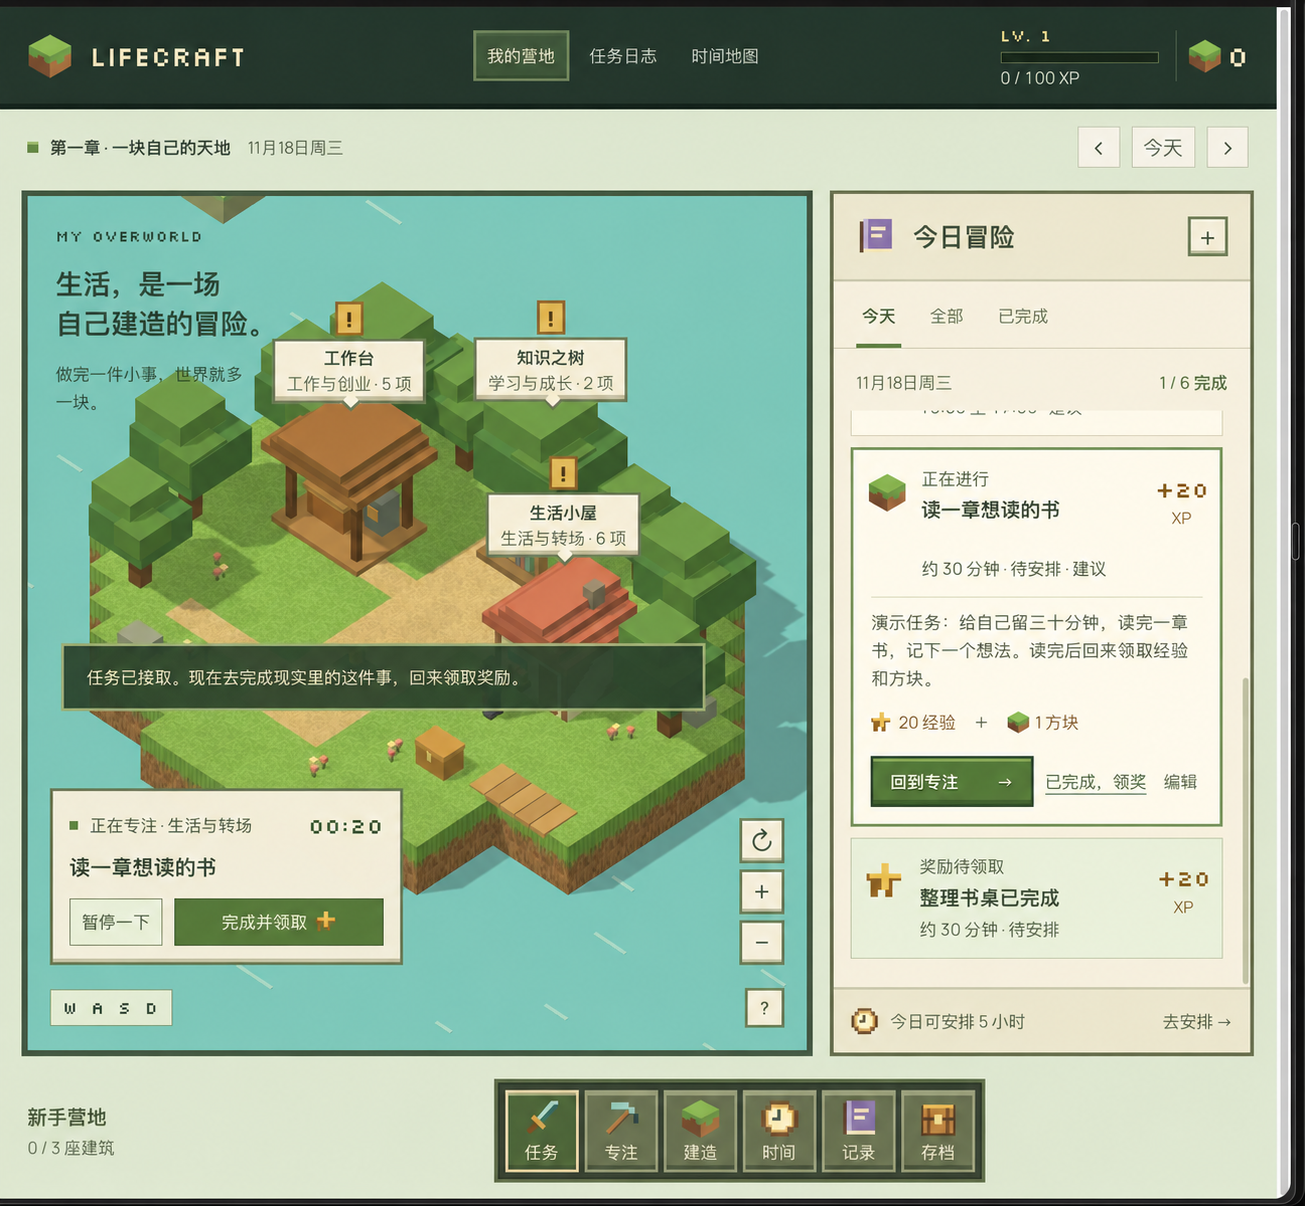 LIFECRAFT
我的营地
任务日志
时间地图
LV. 1
0 / 100 XP
0
第一章 · 一块自己的天地
11月18日周三
今天
MY OVERWORLD
生活，是一场
自己建造的冒险。
做完一件小事，世界就多
一块。
!
工作台
工作与创业 · 5 项
!
知识之树
学习与成长 · 2 项
!
生活小屋
生活与转场 · 6 项
任务已接取。现在去完成现实里的这件事，回来领取奖励。
正在专注 · 生活与转场
00:20
读一章想读的书
暂停一下
完成并领取
W A S D
+
−
?
今日冒险
+
今天
全部
已完成
11月18日周三
1 / 6 完成
正在进行
读一章想读的书
+20
XP
约 30 分钟 · 待安排 · 建议
演示任务：给自己留三十分钟，读完一章
书，记下一个想法。读完后回来领取经验
和方块。
20 经验 + 1 方块
回到专注 →
已完成，领奖
编辑
奖励待领取
整理书桌已完成
约 30 分钟 · 待安排
+20
XP
今日可安排 5 小时
去安排 →
新手营地
0 / 3 座建筑
任务
专注
建造
时间
记录
存档